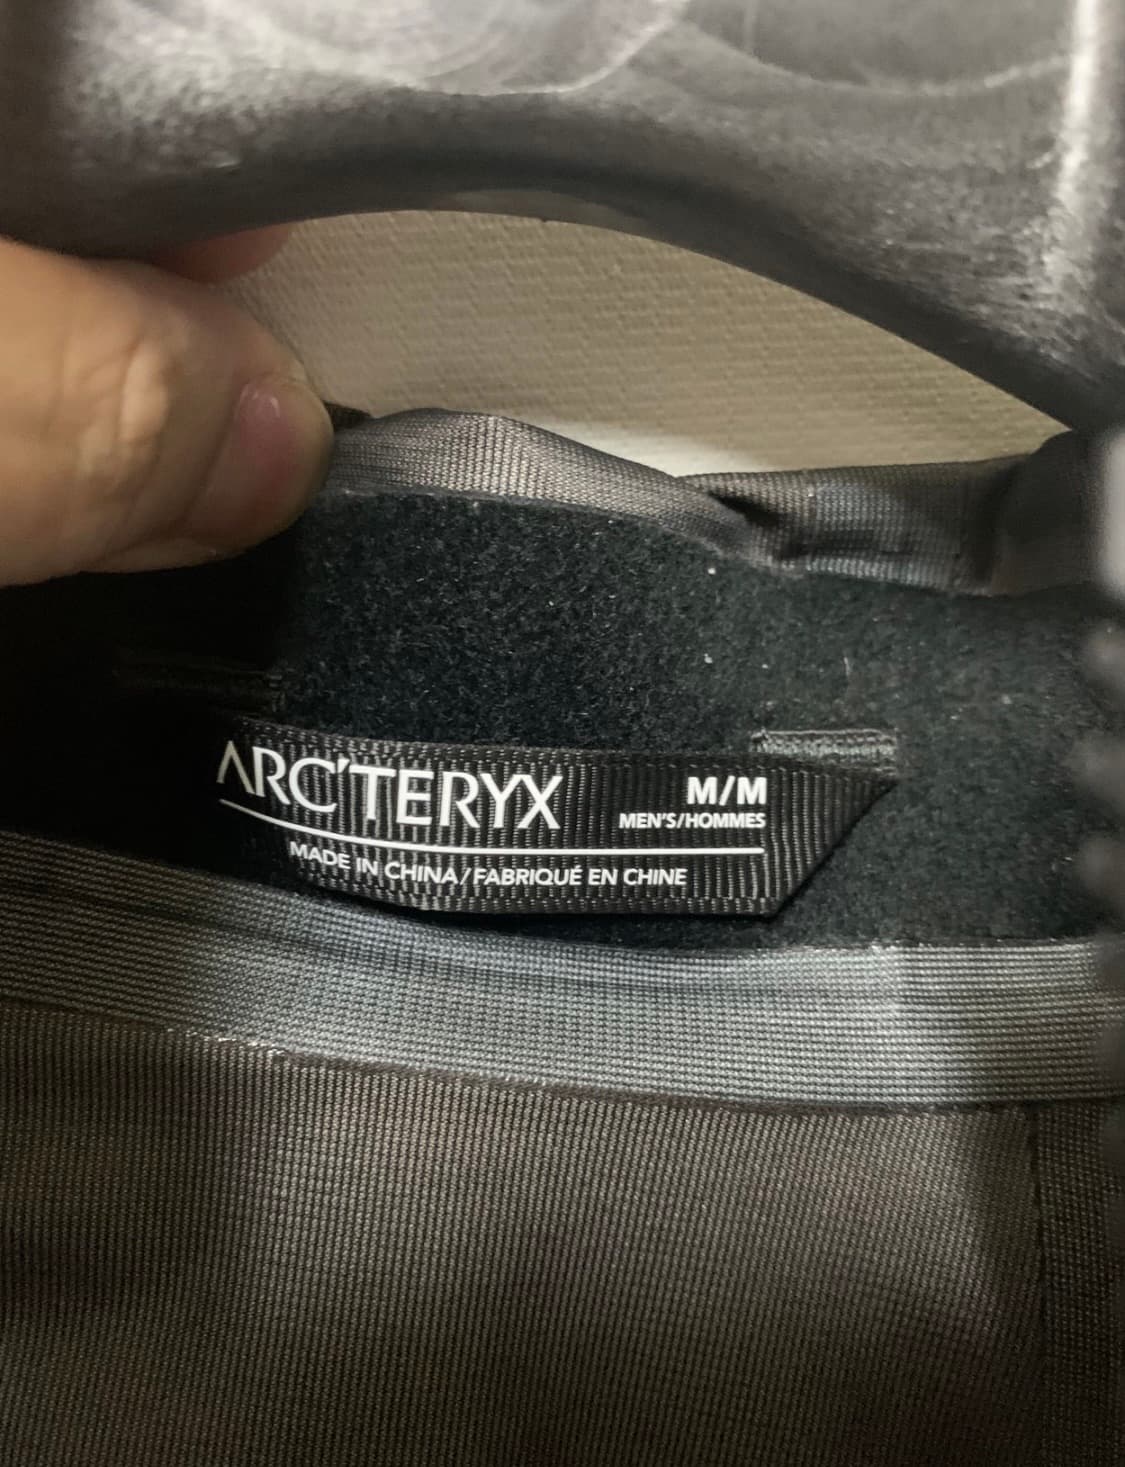 ARC'TERYX
M/M
MEN'S/HOMMES
MADE IN CHINA/FABRIQUÉ EN CHINE